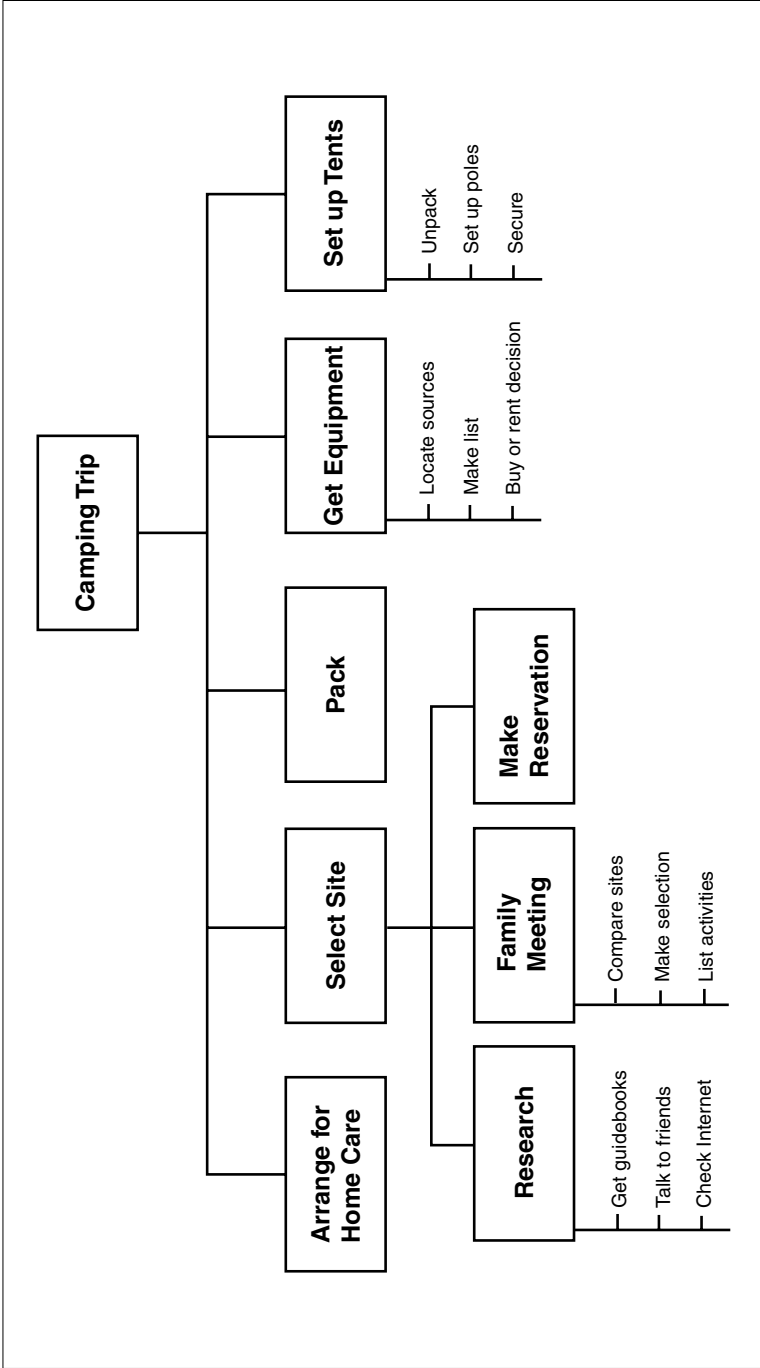 Camping Trip
Arrange for
Home Care
Select Site
Pack
Get Equipment
Set up Tents
Research
Family
Meeting
Make
Reservation
Locate sources
Make list
Buy or rent decision
Unpack
Set up poles
Secure
Get guidebooks
Talk to friends
Check Internet
Compare sites
Make selection
List activities